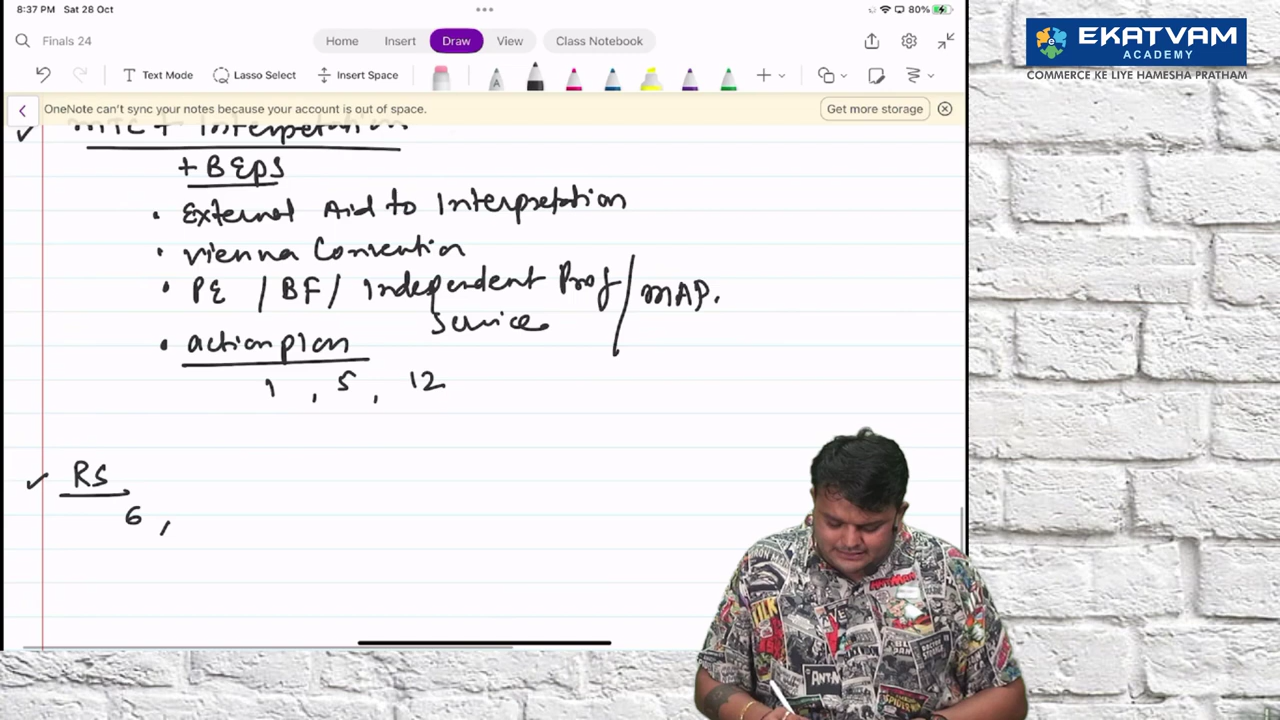 8:37 PM Sat 28 Oct
80%
Finals 24
Home Insert Draw View Class Notebook
Text Mode Lasso Select Insert Space
OneNote can't sync your notes because your account is out of space. Get more storage
+ Interpretation
+ BEPS
• External Aid to Interpretation
• Vienna Convention
• PE / BF / Independent Prof / MAP.
Service
• action plan
1 , 5 , 12
✓ RS
6 ,
EKATVAM
ACADEMY
COMMERCE KE LIYE HAMESHA PRATHAM